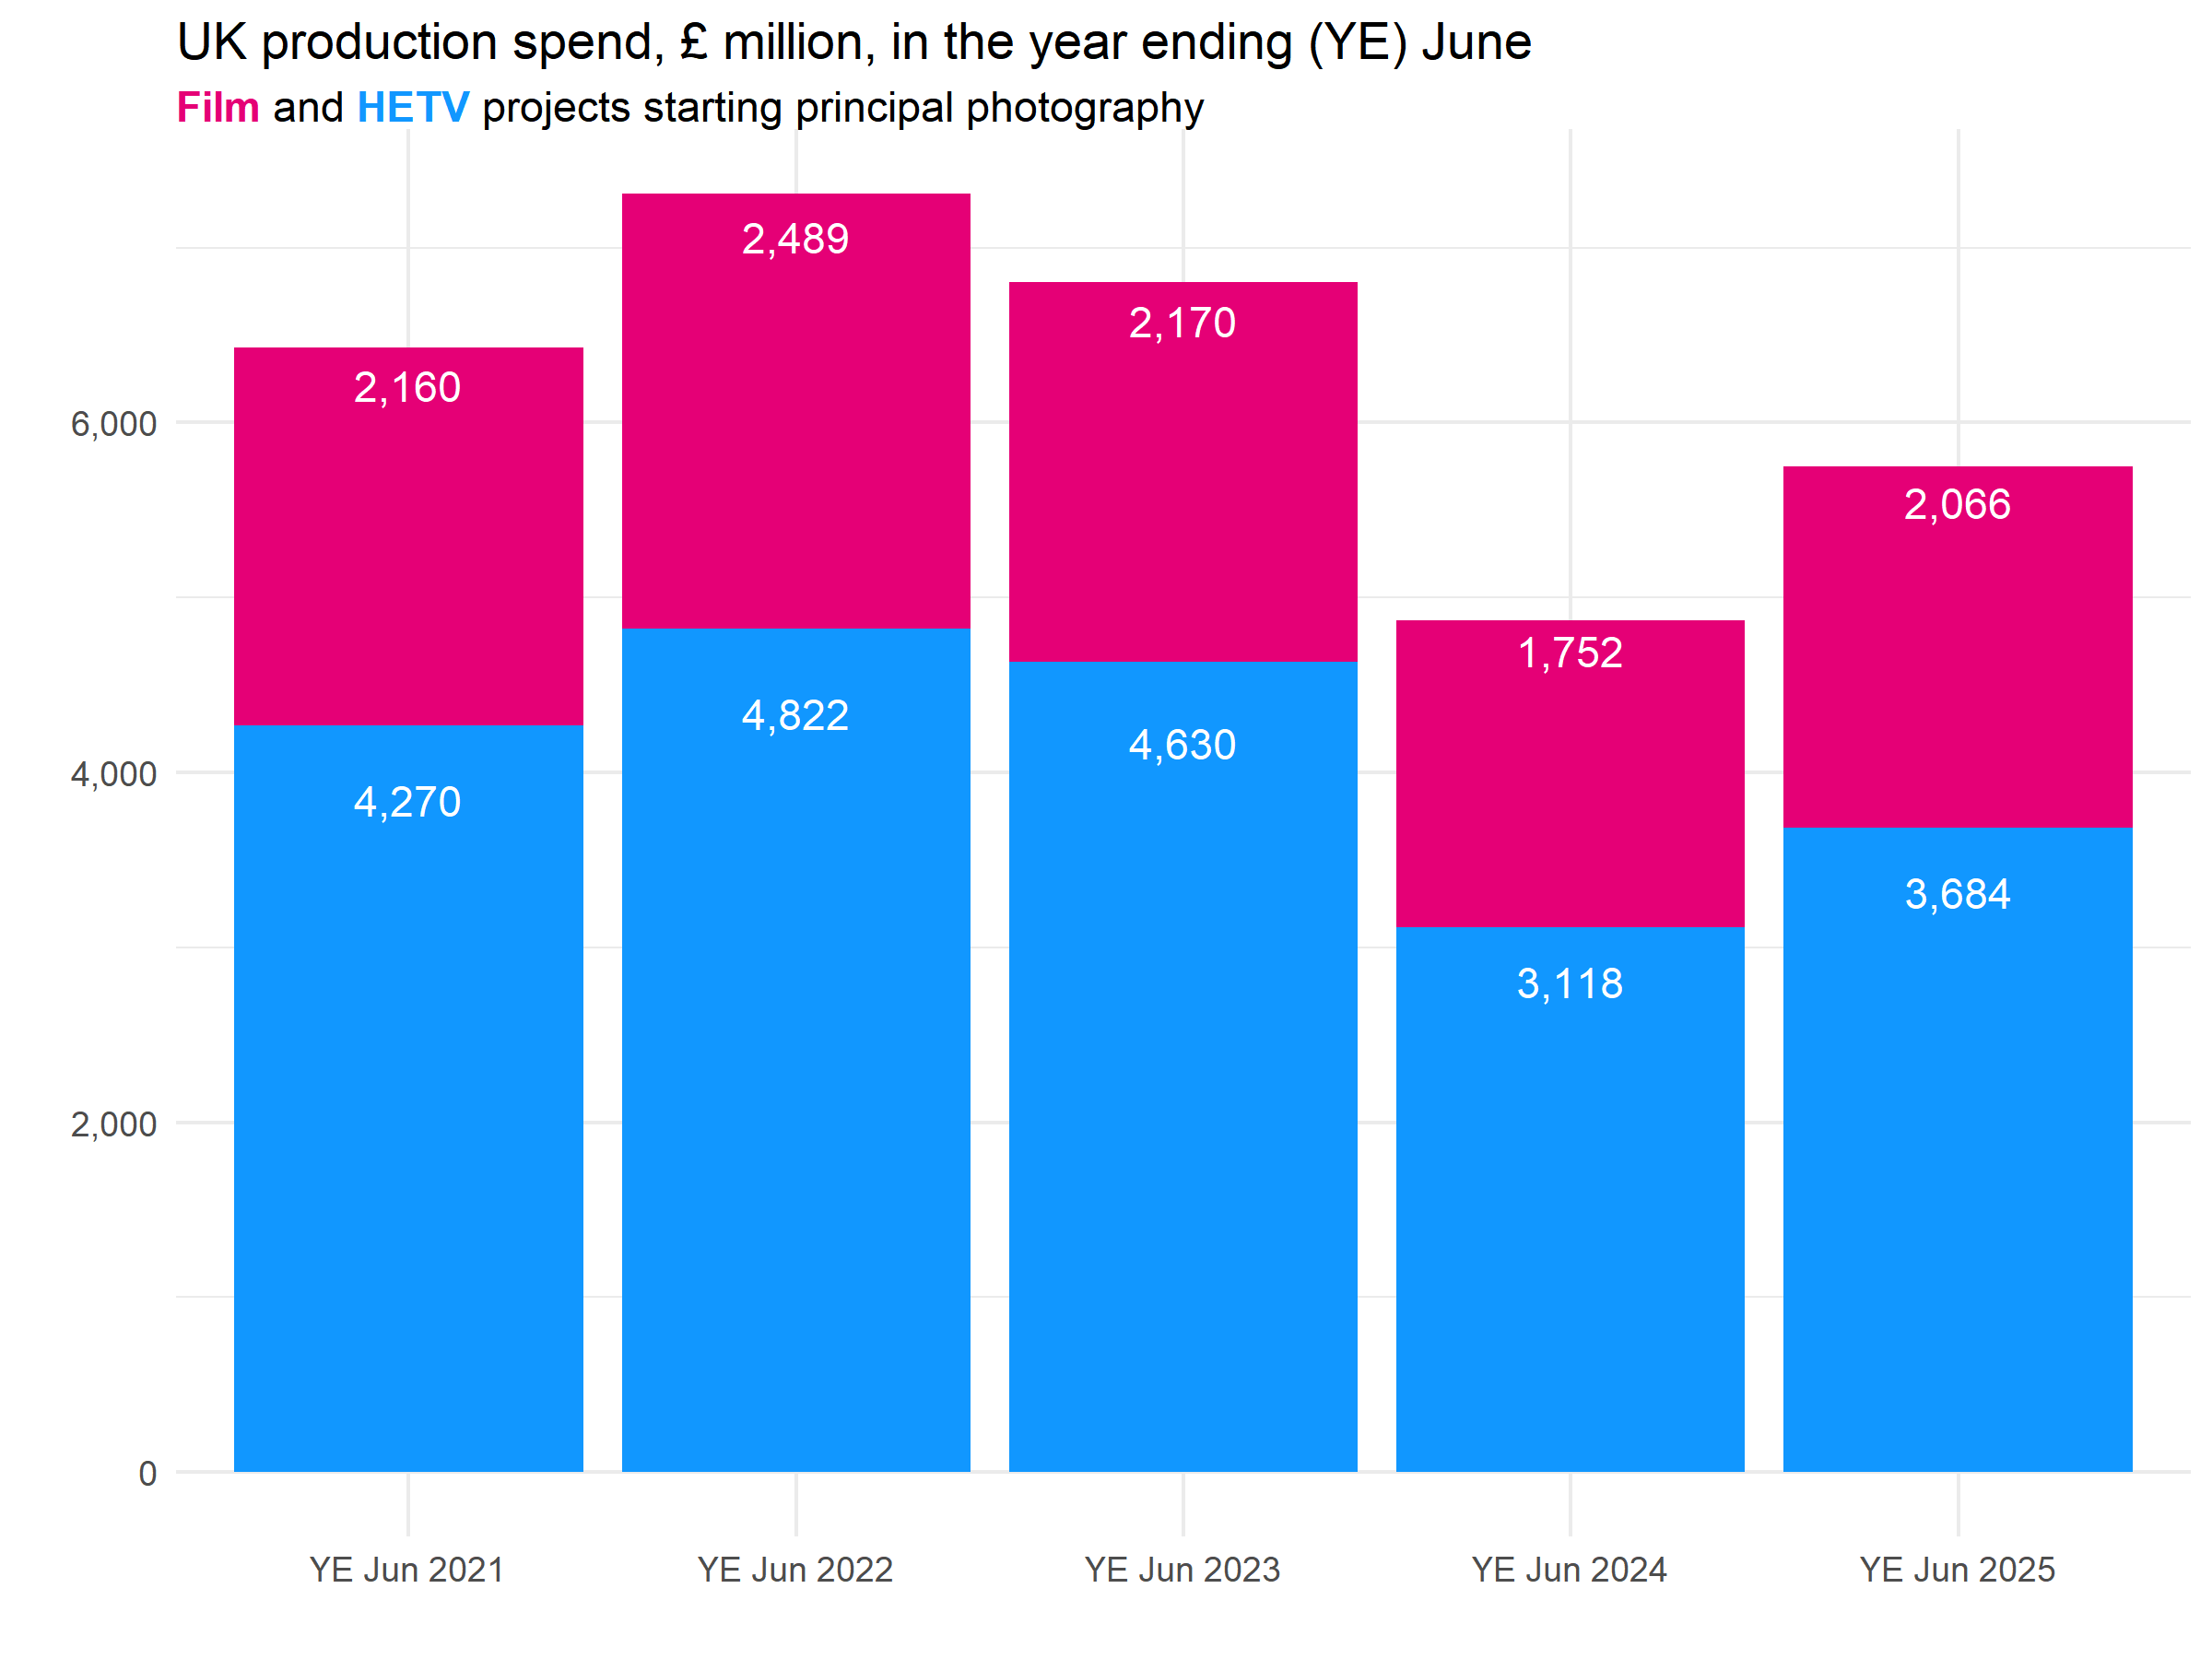 UK production spend, £ million, in the year ending (YE) June
Film and HETV projects starting principal photography
2,489
2,170
2,160
6,000
2,066
1,752
4,822
4,630
4,000
4,270
3,684
3,118
2,000
0
YE Jun 2021
YE Jun 2022
YE Jun 2023
YE Jun 2024
YE Jun 2025